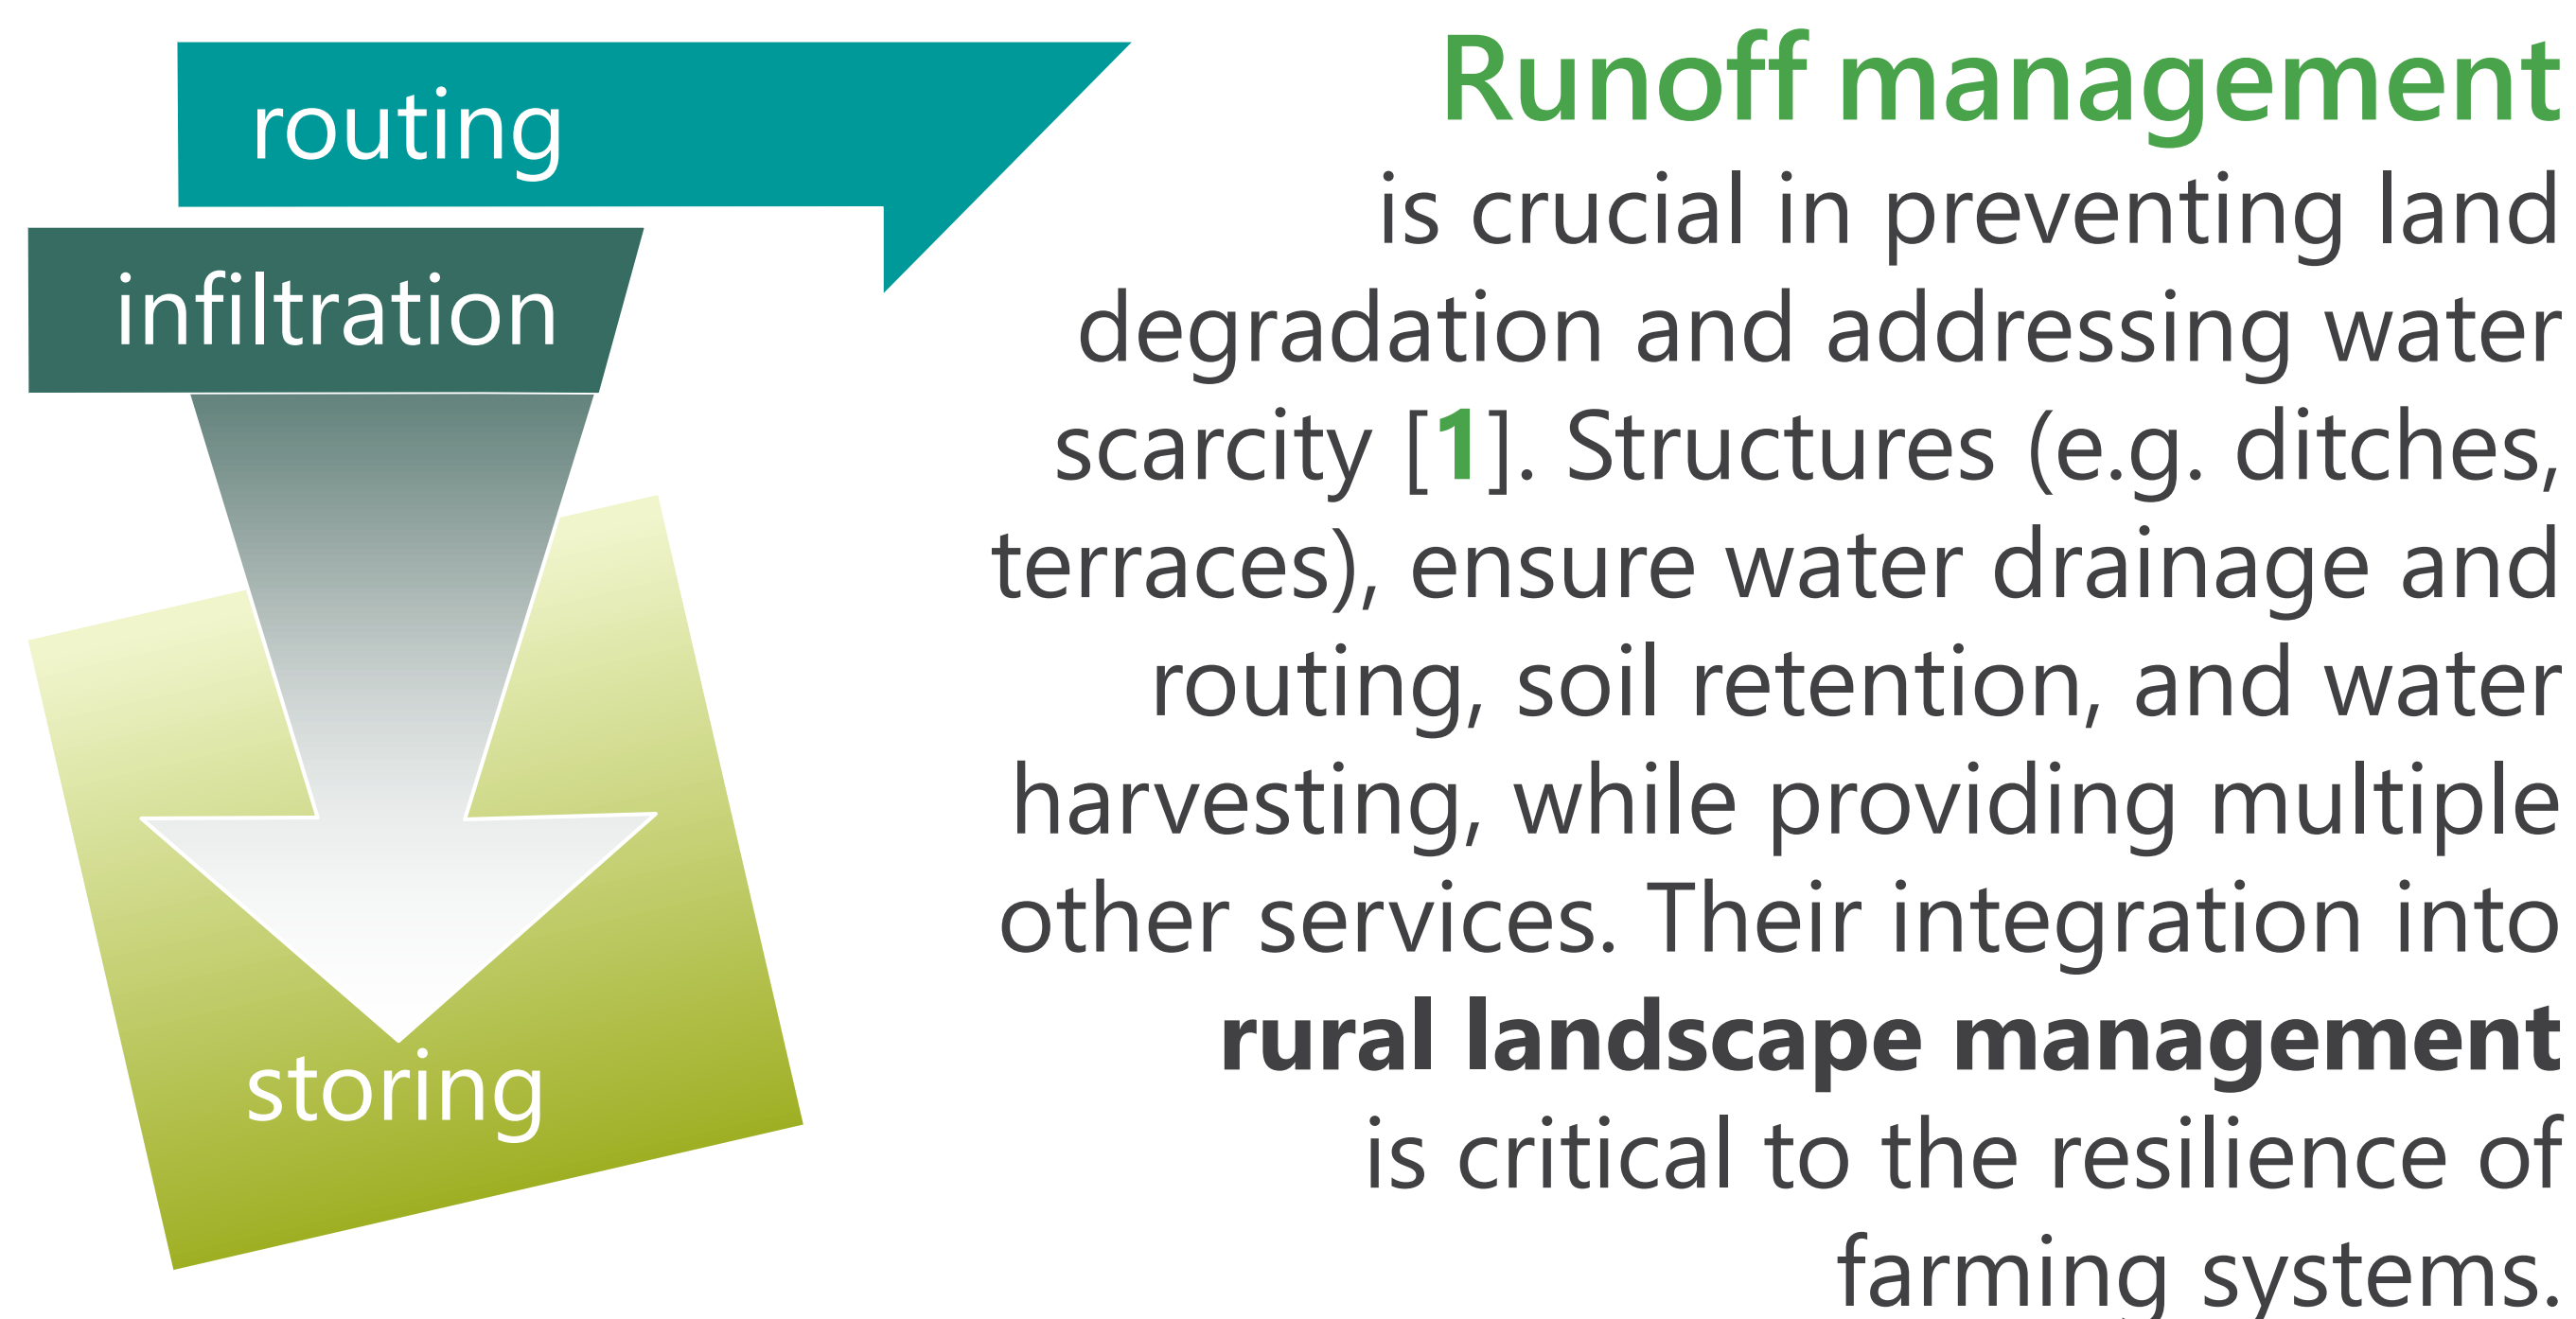 routing
infiltration
storing
Runoff management
is crucial in preventing land
degradation and addressing water
scarcity [1]. Structures (e.g. ditches,
terraces), ensure water drainage and
routing, soil retention, and water
harvesting, while providing multiple
other services. Their integration into
rural landscape management
is critical to the resilience of
farming systems.